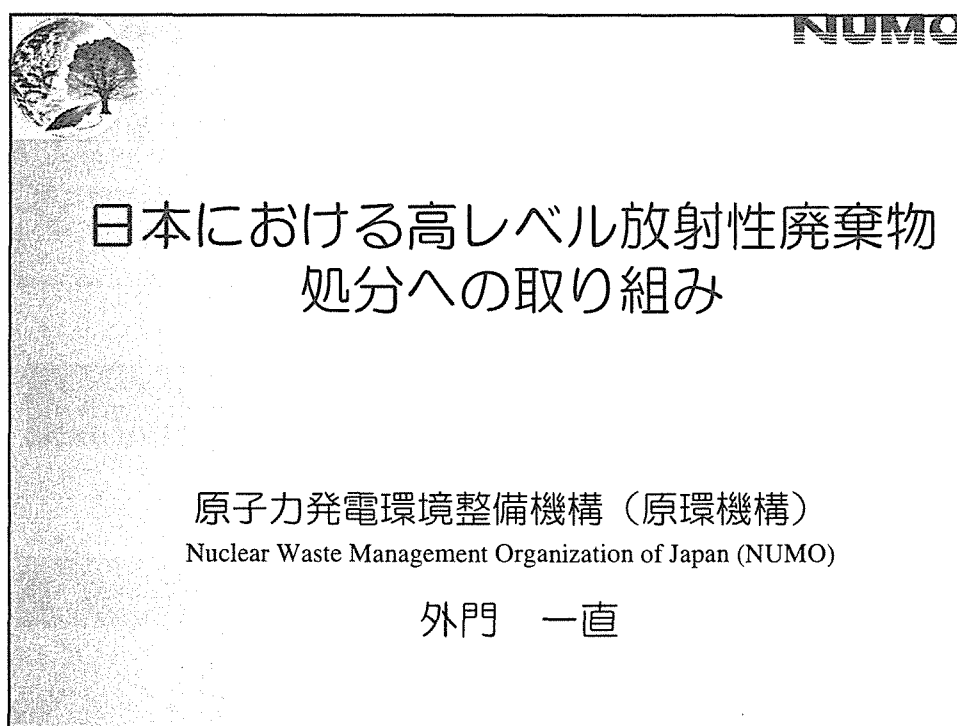 NUMO
日本における高レベル放射性廃棄物
処分への取り組み
原子力発電環境整備機構（原環機構）
Nuclear Waste Management Organization of Japan (NUMO)
外門　一直